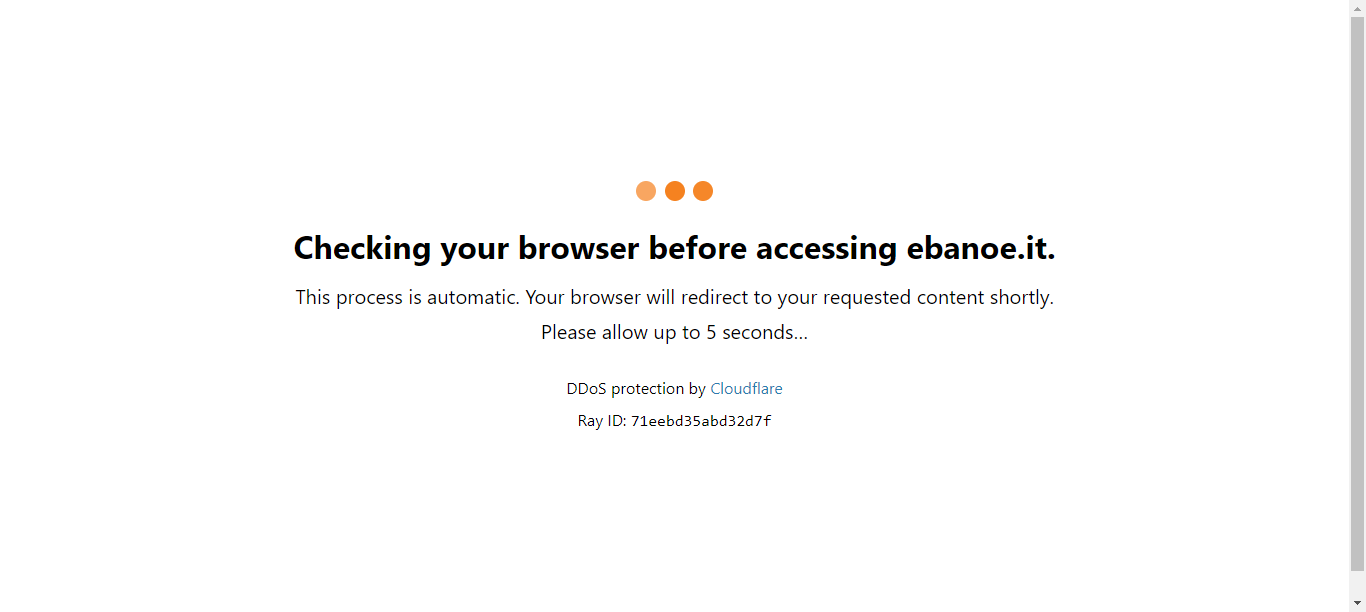 Checking your browser before accessing ebanoe.it.
This process is automatic. Your browser will redirect to your requested content shortly.
Please allow up to 5 seconds...
DDoS protection by Cloudflare
Ray ID: 71eebd35abd32d7f